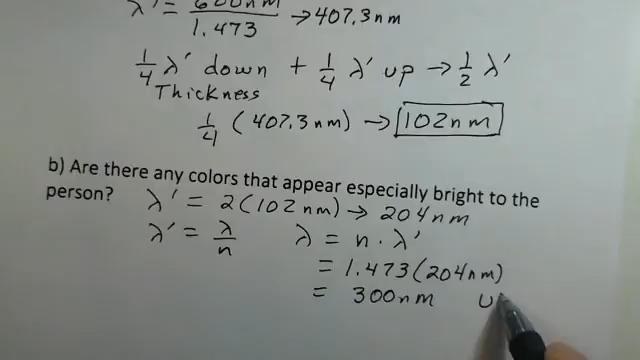 λ' = 600nm / 1.473 → 407.3nm
1/4 λ' down + 1/4 λ' up → 1/2 λ'
Thickness
1/4 (407.3nm) → 102nm
b) Are there any colors that appear especially bright to the
person? λ' = 2(102nm) → 204nm
λ' = λ/n λ = n · λ'
= 1.473(204nm)
= 300nm U